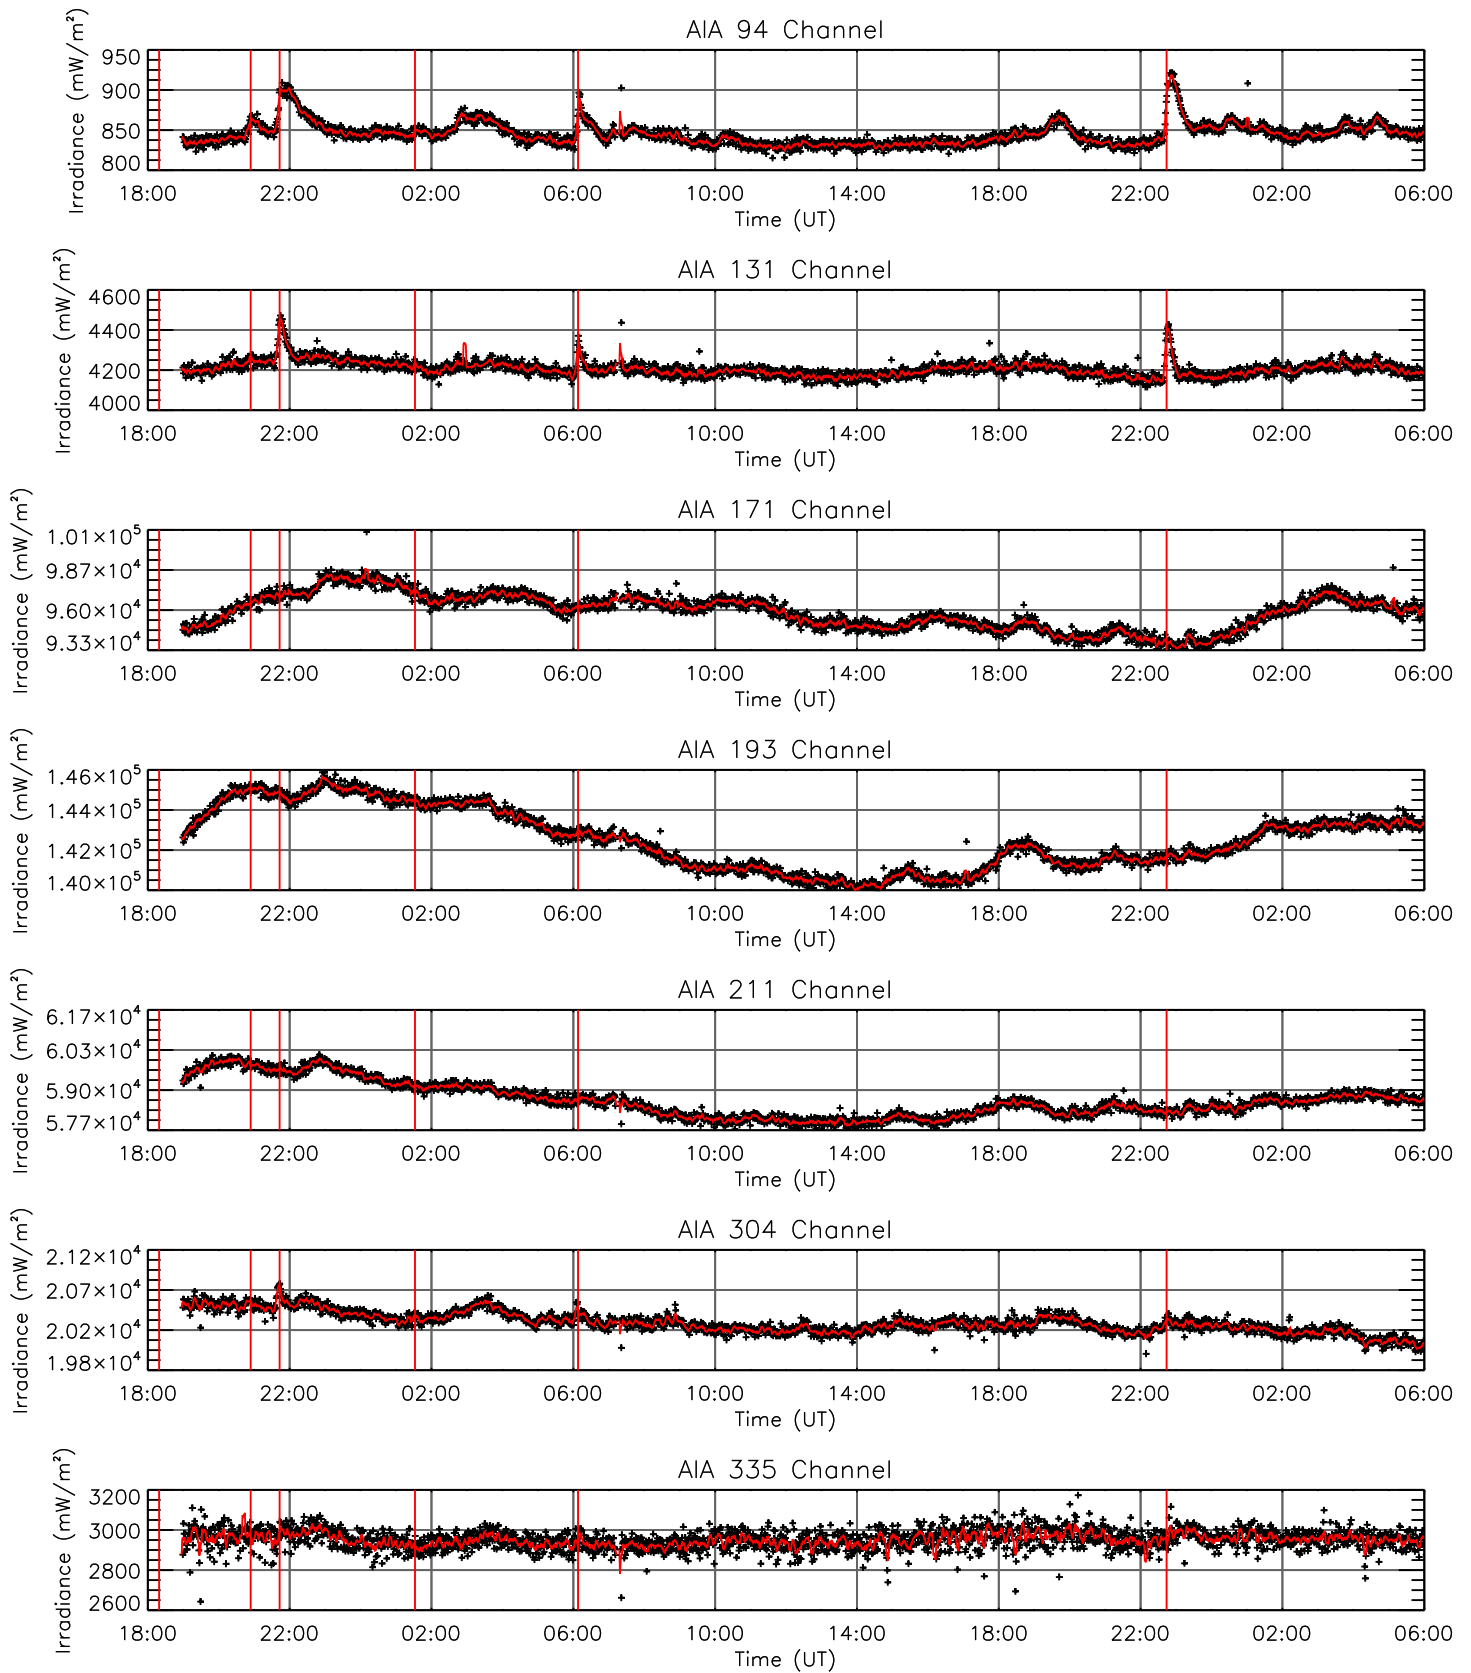 AIA 94 Channel
Irradiance (mW/m²)
950
900
850
800
18:00 22:00 02:00 06:00 10:00 14:00 18:00 22:00 02:00 06:00
Time (UT)
AIA 131 Channel
Irradiance (mW/m²)
4600
4400
4200
4000
18:00 22:00 02:00 06:00 10:00 14:00 18:00 22:00 02:00 06:00
Time (UT)
AIA 171 Channel
Irradiance (mW/m²)
1.01×10⁵
9.87×10⁴
9.60×10⁴
9.33×10⁴
18:00 22:00 02:00 06:00 10:00 14:00 18:00 22:00 02:00 06:00
Time (UT)
AIA 193 Channel
Irradiance (mW/m²)
1.46×10⁵
1.44×10⁵
1.42×10⁵
1.40×10⁵
18:00 22:00 02:00 06:00 10:00 14:00 18:00 22:00 02:00 06:00
Time (UT)
AIA 211 Channel
Irradiance (mW/m²)
6.17×10⁴
6.03×10⁴
5.90×10⁴
5.77×10⁴
18:00 22:00 02:00 06:00 10:00 14:00 18:00 22:00 02:00 06:00
Time (UT)
AIA 304 Channel
Irradiance (mW/m²)
2.12×10⁴
2.07×10⁴
2.02×10⁴
1.98×10⁴
18:00 22:00 02:00 06:00 10:00 14:00 18:00 22:00 02:00 06:00
Time (UT)
AIA 335 Channel
Irradiance (mW/m²)
3200
3000
2800
2600
18:00 22:00 02:00 06:00 10:00 14:00 18:00 22:00 02:00 06:00
Time (UT)